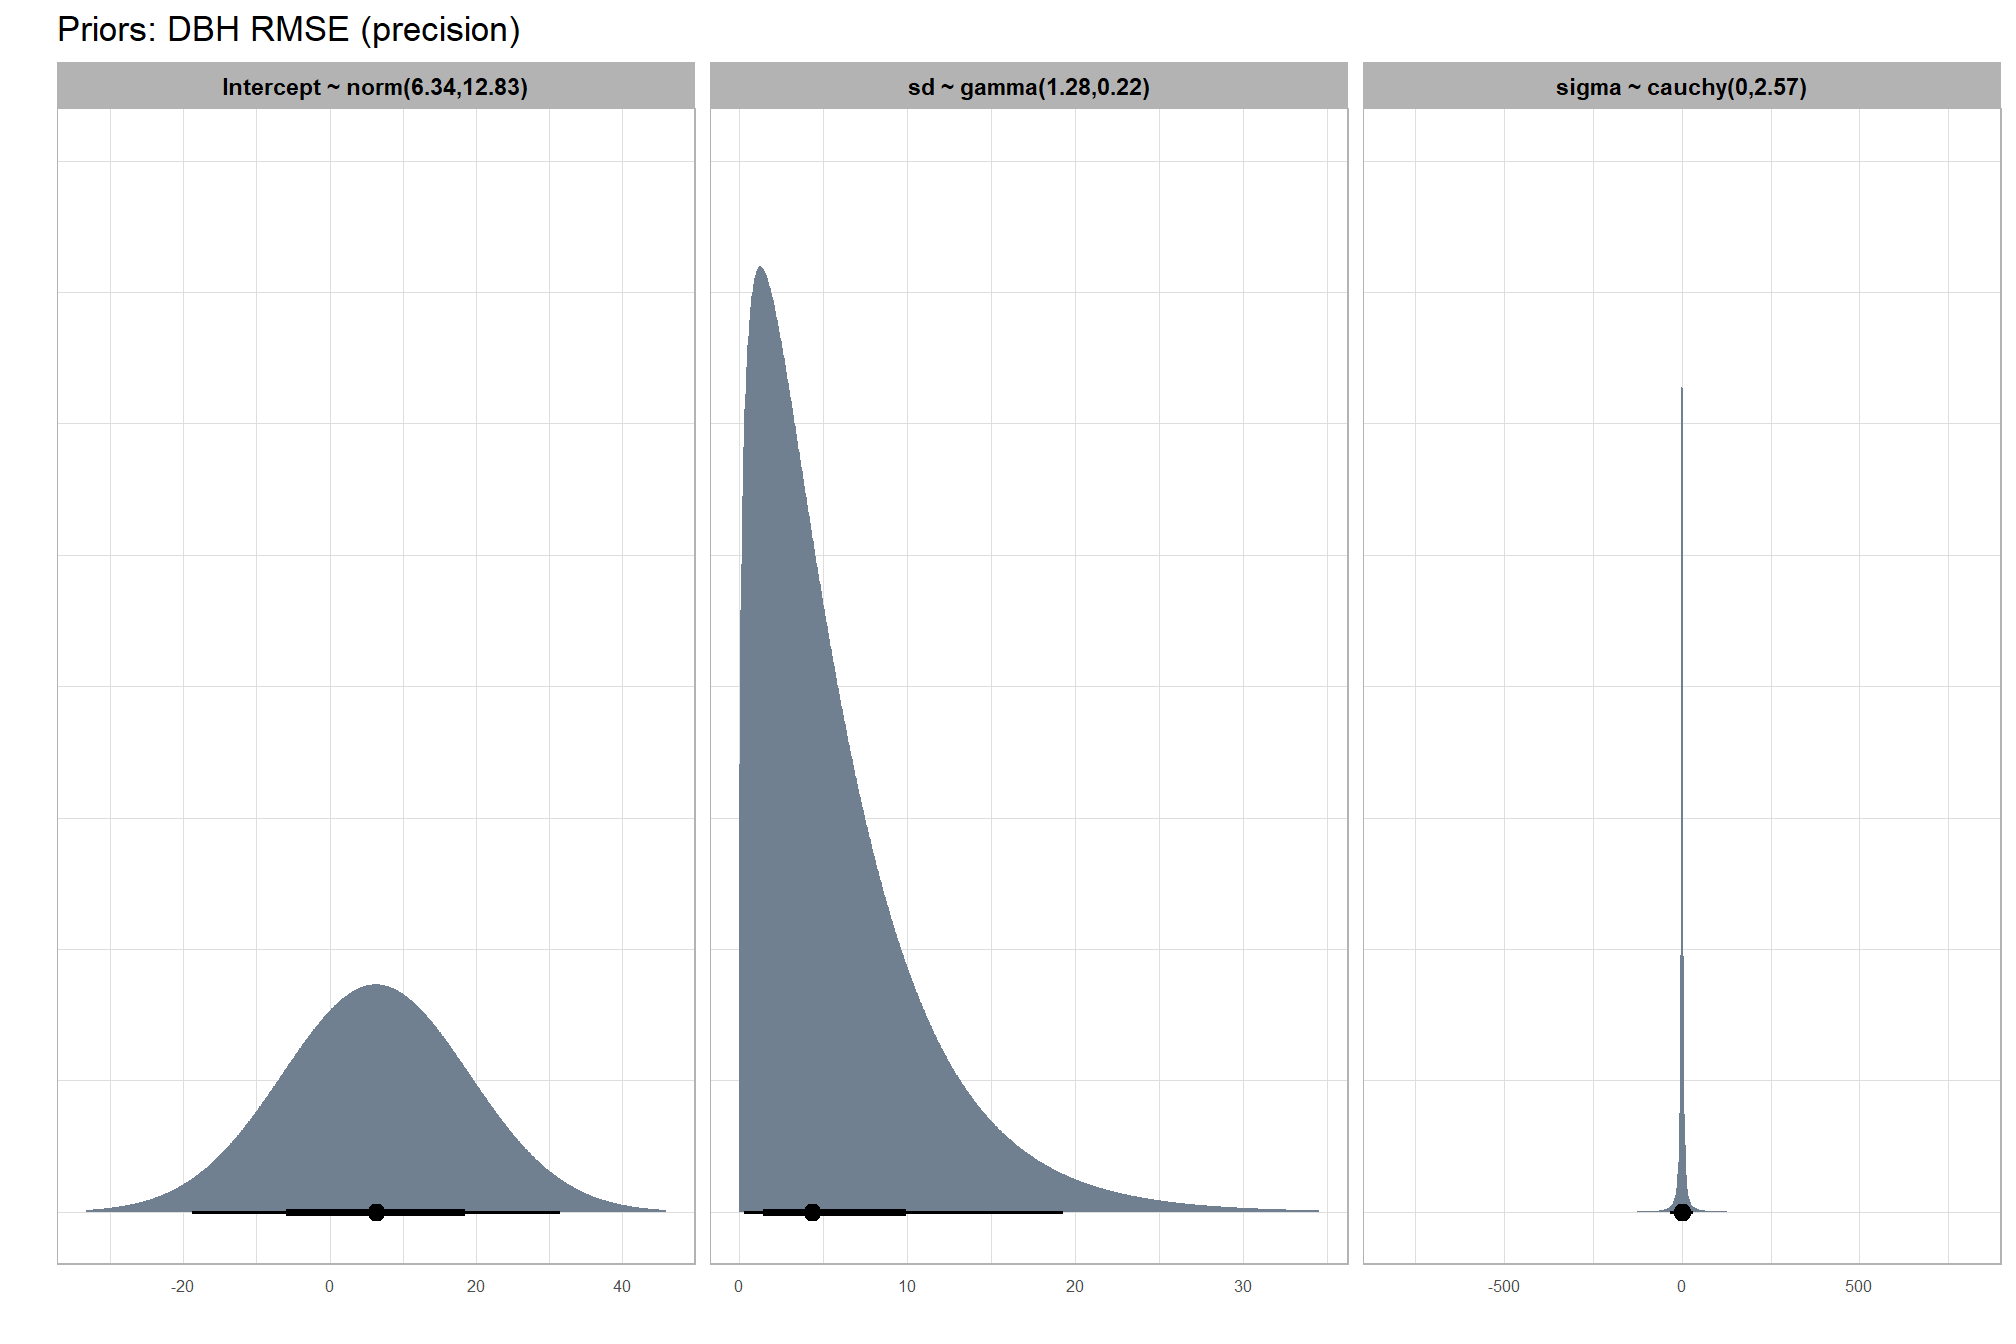 Priors: DBH RMSE (precision)
Intercept ~ norm(6.34,12.83)
sd ~ gamma(1.28,0.22)
sigma ~ cauchy(0,2.57)
-20 0 20 40
0 10 20 30
-500 0 500